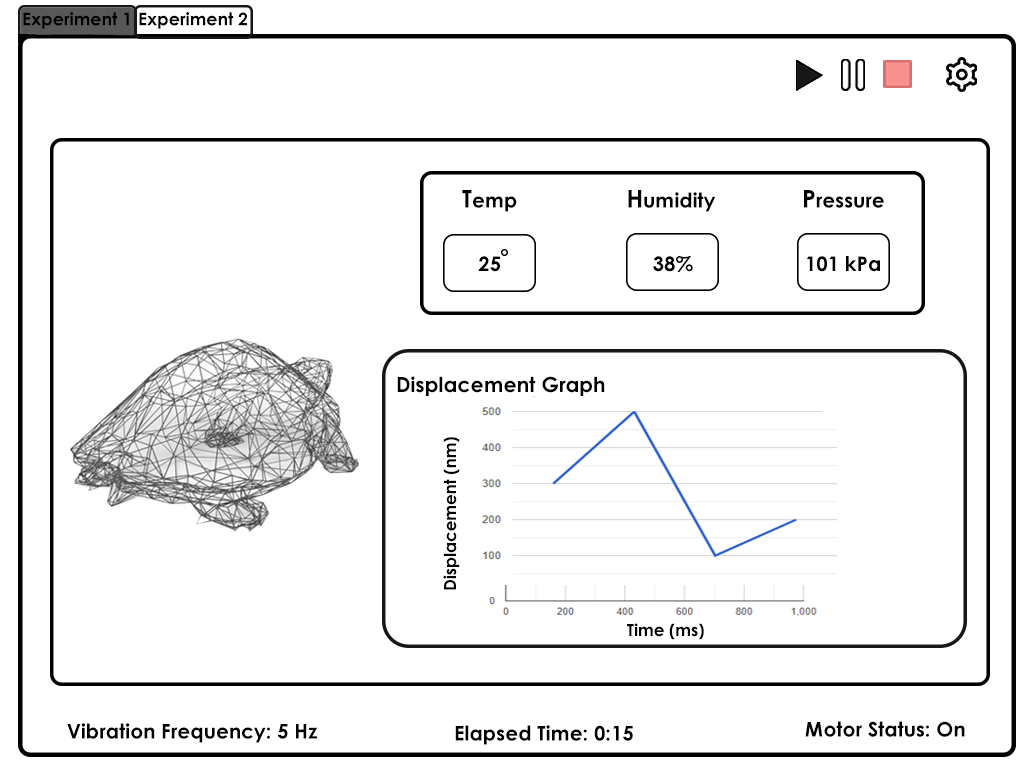 Experiment 1
Experiment 2
Temp
Humidity
Pressure
25°
38%
101 kPa
Displacement Graph
Displacement (nm)
500
400
300
200
100
0
0
200
400
600
800
1,000
Time (ms)
Vibration Frequency: 5 Hz
Elapsed Time: 0:15
Motor Status: On